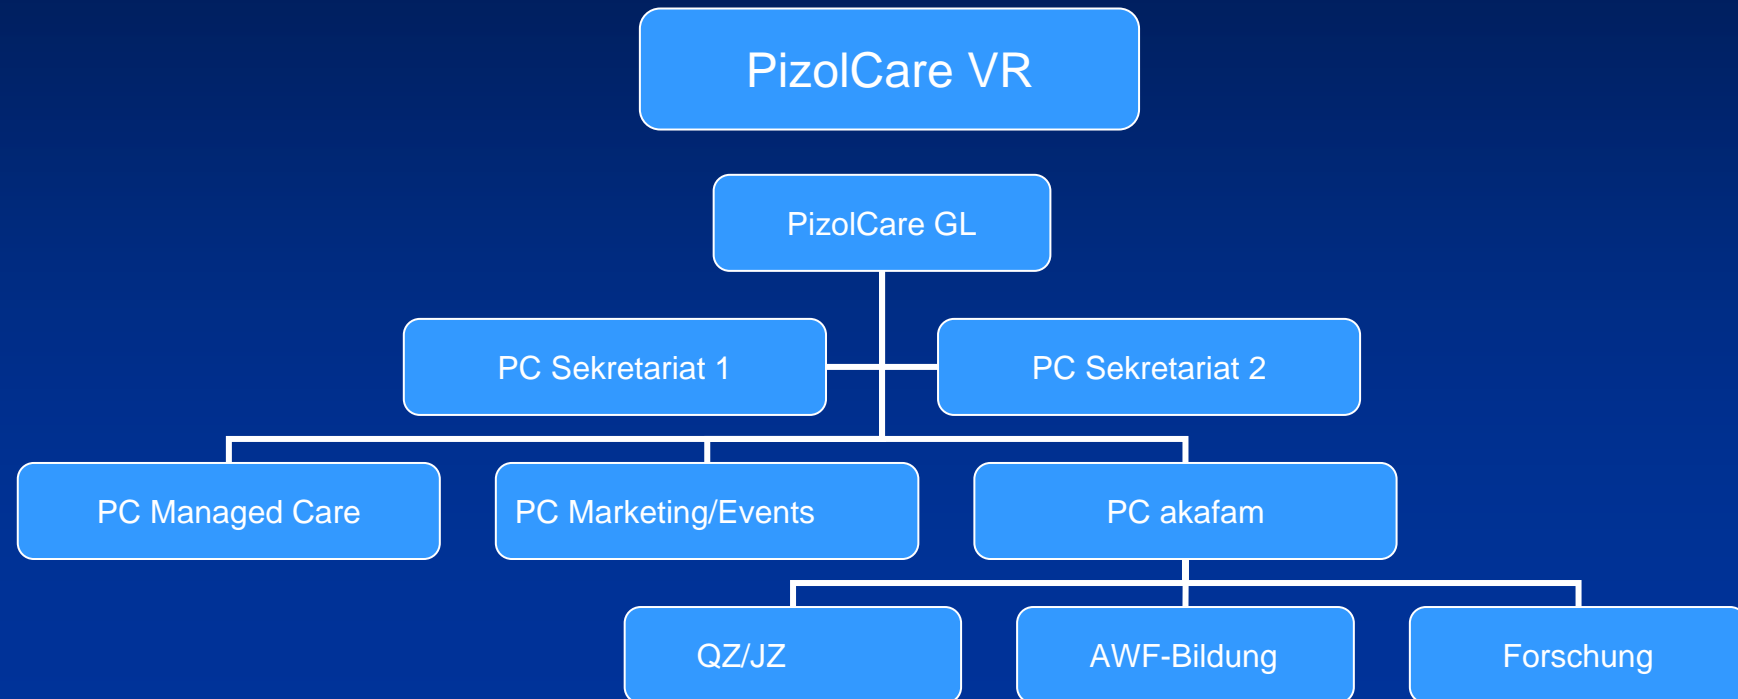 PizolCare VR
PizolCare GL
PC Sekretariat 1
PC Sekretariat 2
PC Managed Care
PC Marketing/Events
PC akafam
QZ/JZ
AWF-Bildung
Forschung